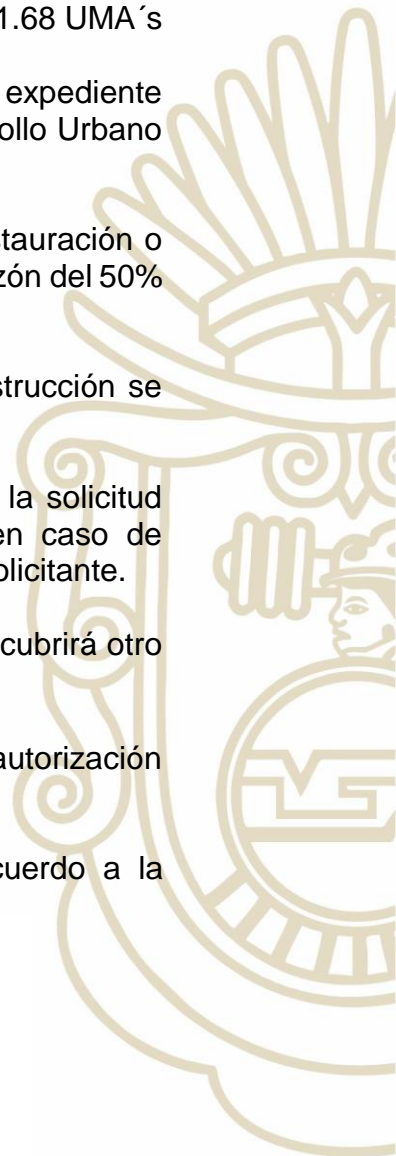 1.68 UMA´s
expediente
ollo Urbano
stauración o
zón del 50%
strucción se
la solicitud
en caso de
olicitante.
cubrirá otro
autorización
cuerdo a la